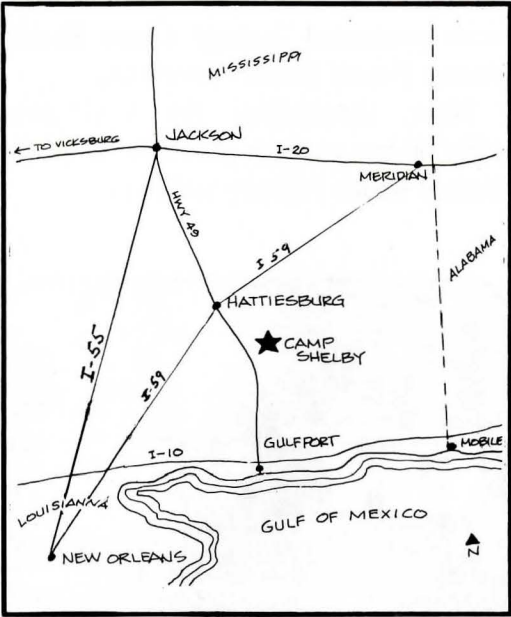 MISSISSIPPI
← TO VICKSBURG
JACKSON
I-20
MERIDIAN
HWY 49
I-59
ALABAMA
HATTIESBURG
CAMP
SHELBY
I-55
I-59
GULFPORT
MOBILE
I-10
LOUISIANNA
GULF OF MEXICO
NEW ORLEANS
N